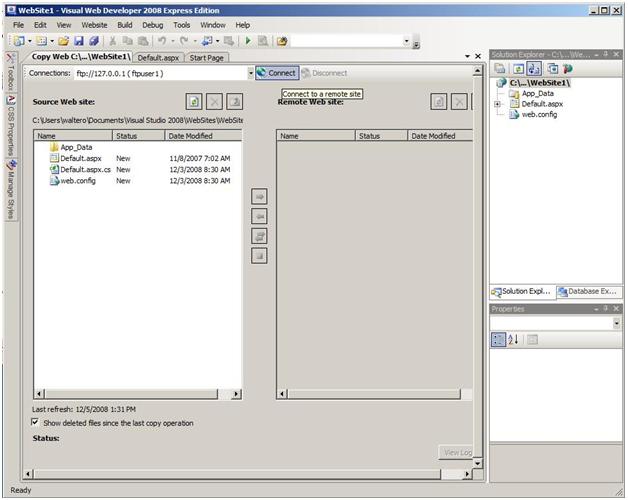 WebSite1 - Visual Web Developer 2008 Express Edition
File Edit View Website Build Debug Tools Window Help
Copy Web C:\...\WebSite1\ Default.aspx Start Page
Solution Explorer - C:\...\We...
Toolbox
CSS Properties
Manage Styles
Connections: ftp://127.0.0.1 ( ftpuser1 ) Connect Disconnect
Connect to a remote site
Source Web site: Remote Web site:
C:\Users\waltero\Documents\Visual Studio 2008\WebSites\WebSite
Name Status Date Modified
App_Data
Default.aspx New 11/8/2007 7:02 AM
Default.aspx.cs New 12/3/2008 8:30 AM
web.config New 12/3/2008 8:30 AM
Name Status Date Modified
C:\...\WebSite1\
App_Data
Default.aspx
web.config
Solution Expl... Database Ex...
Properties
Last refresh: 12/5/2008 1:31 PM
Show deleted files since the last copy operation
Status:
View Log
Ready